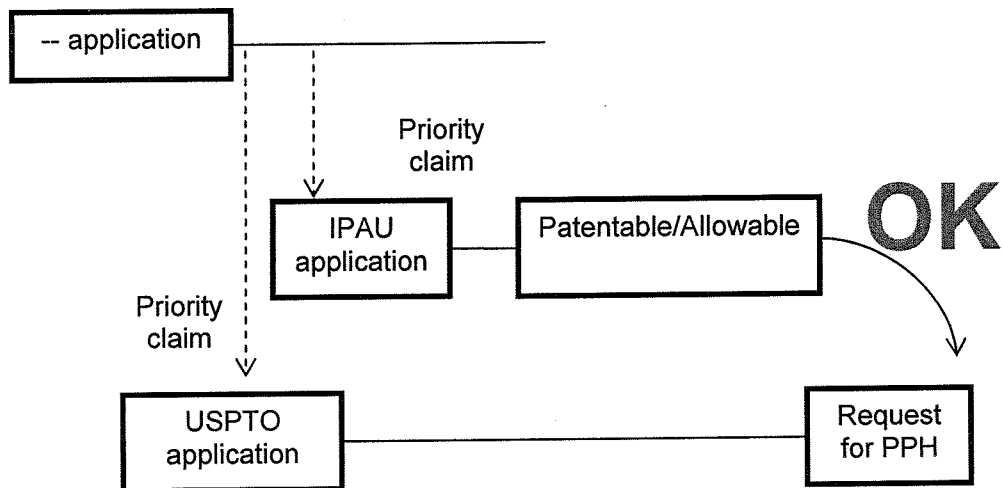 -- application
Priority
claim
OK
IPAU
application
Patentable/Allowable
Priority
claim
USPTO
application
Request
for PPH